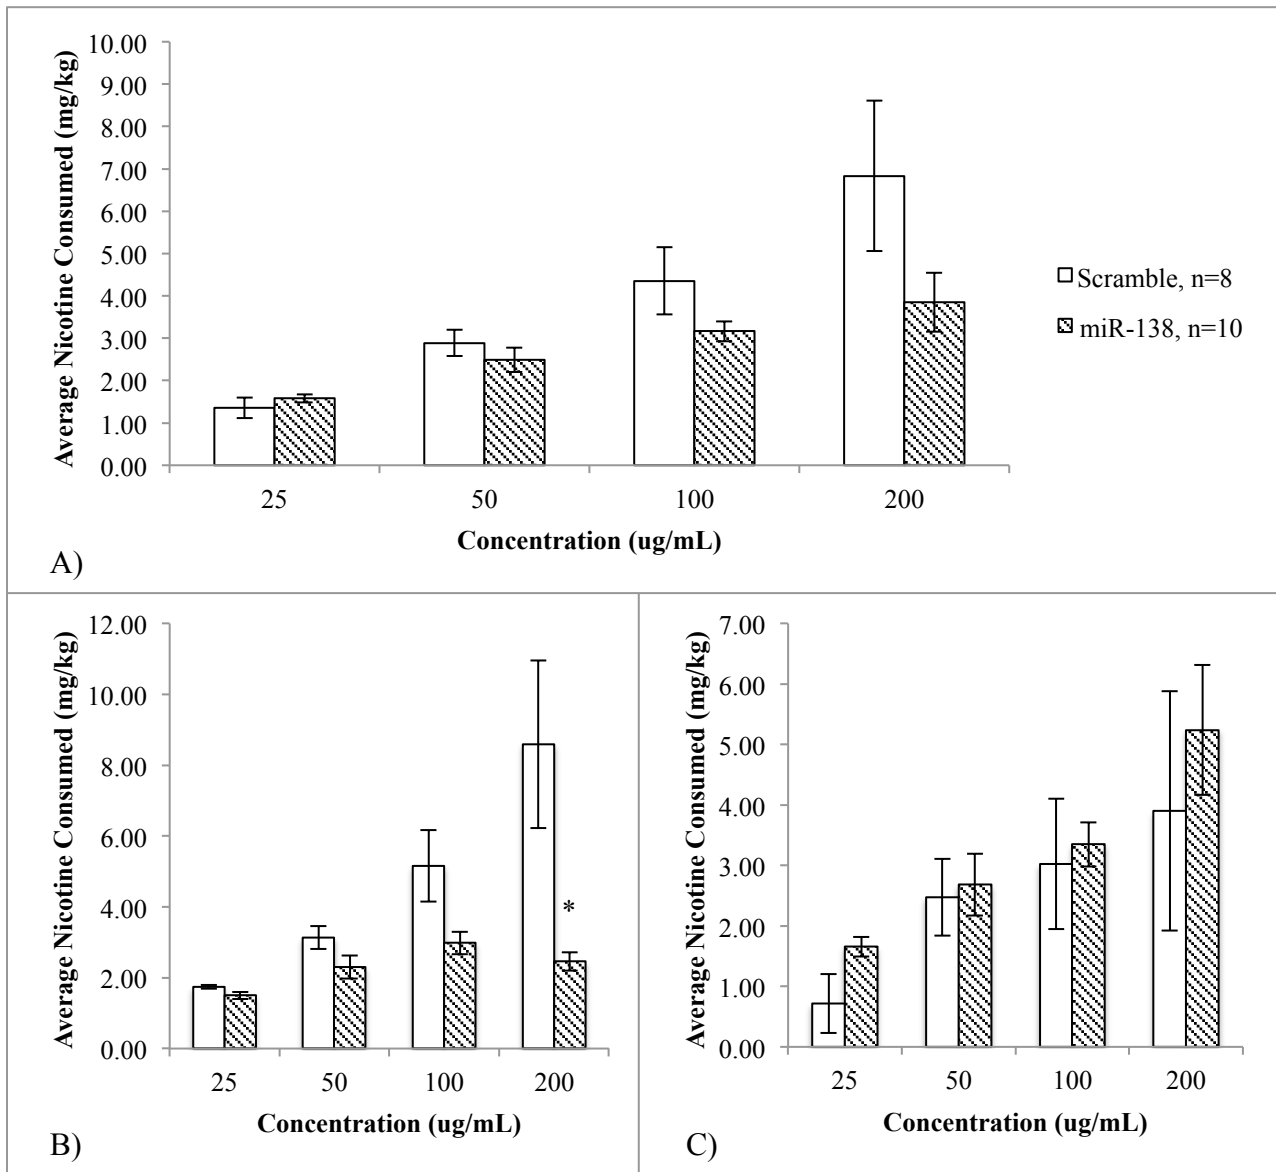 Average Nicotine Consumed (mg/kg)
10.00
9.00
8.00
7.00
6.00
5.00
4.00
3.00
2.00
1.00
0.00
25 50 100 200
Concentration (ug/mL)
Scramble, n=8
miR-138, n=10
A)
Average Nicotine Consumed (mg/kg)
12.00
10.00
8.00
6.00
4.00
2.00
0.00
*
25 50 100 200
Concentration (ug/mL)
B)
Average Nicotine Consumed (mg/kg)
7.00
6.00
5.00
4.00
3.00
2.00
1.00
0.00
25 50 100 200
Concentration (ug/mL)
C)